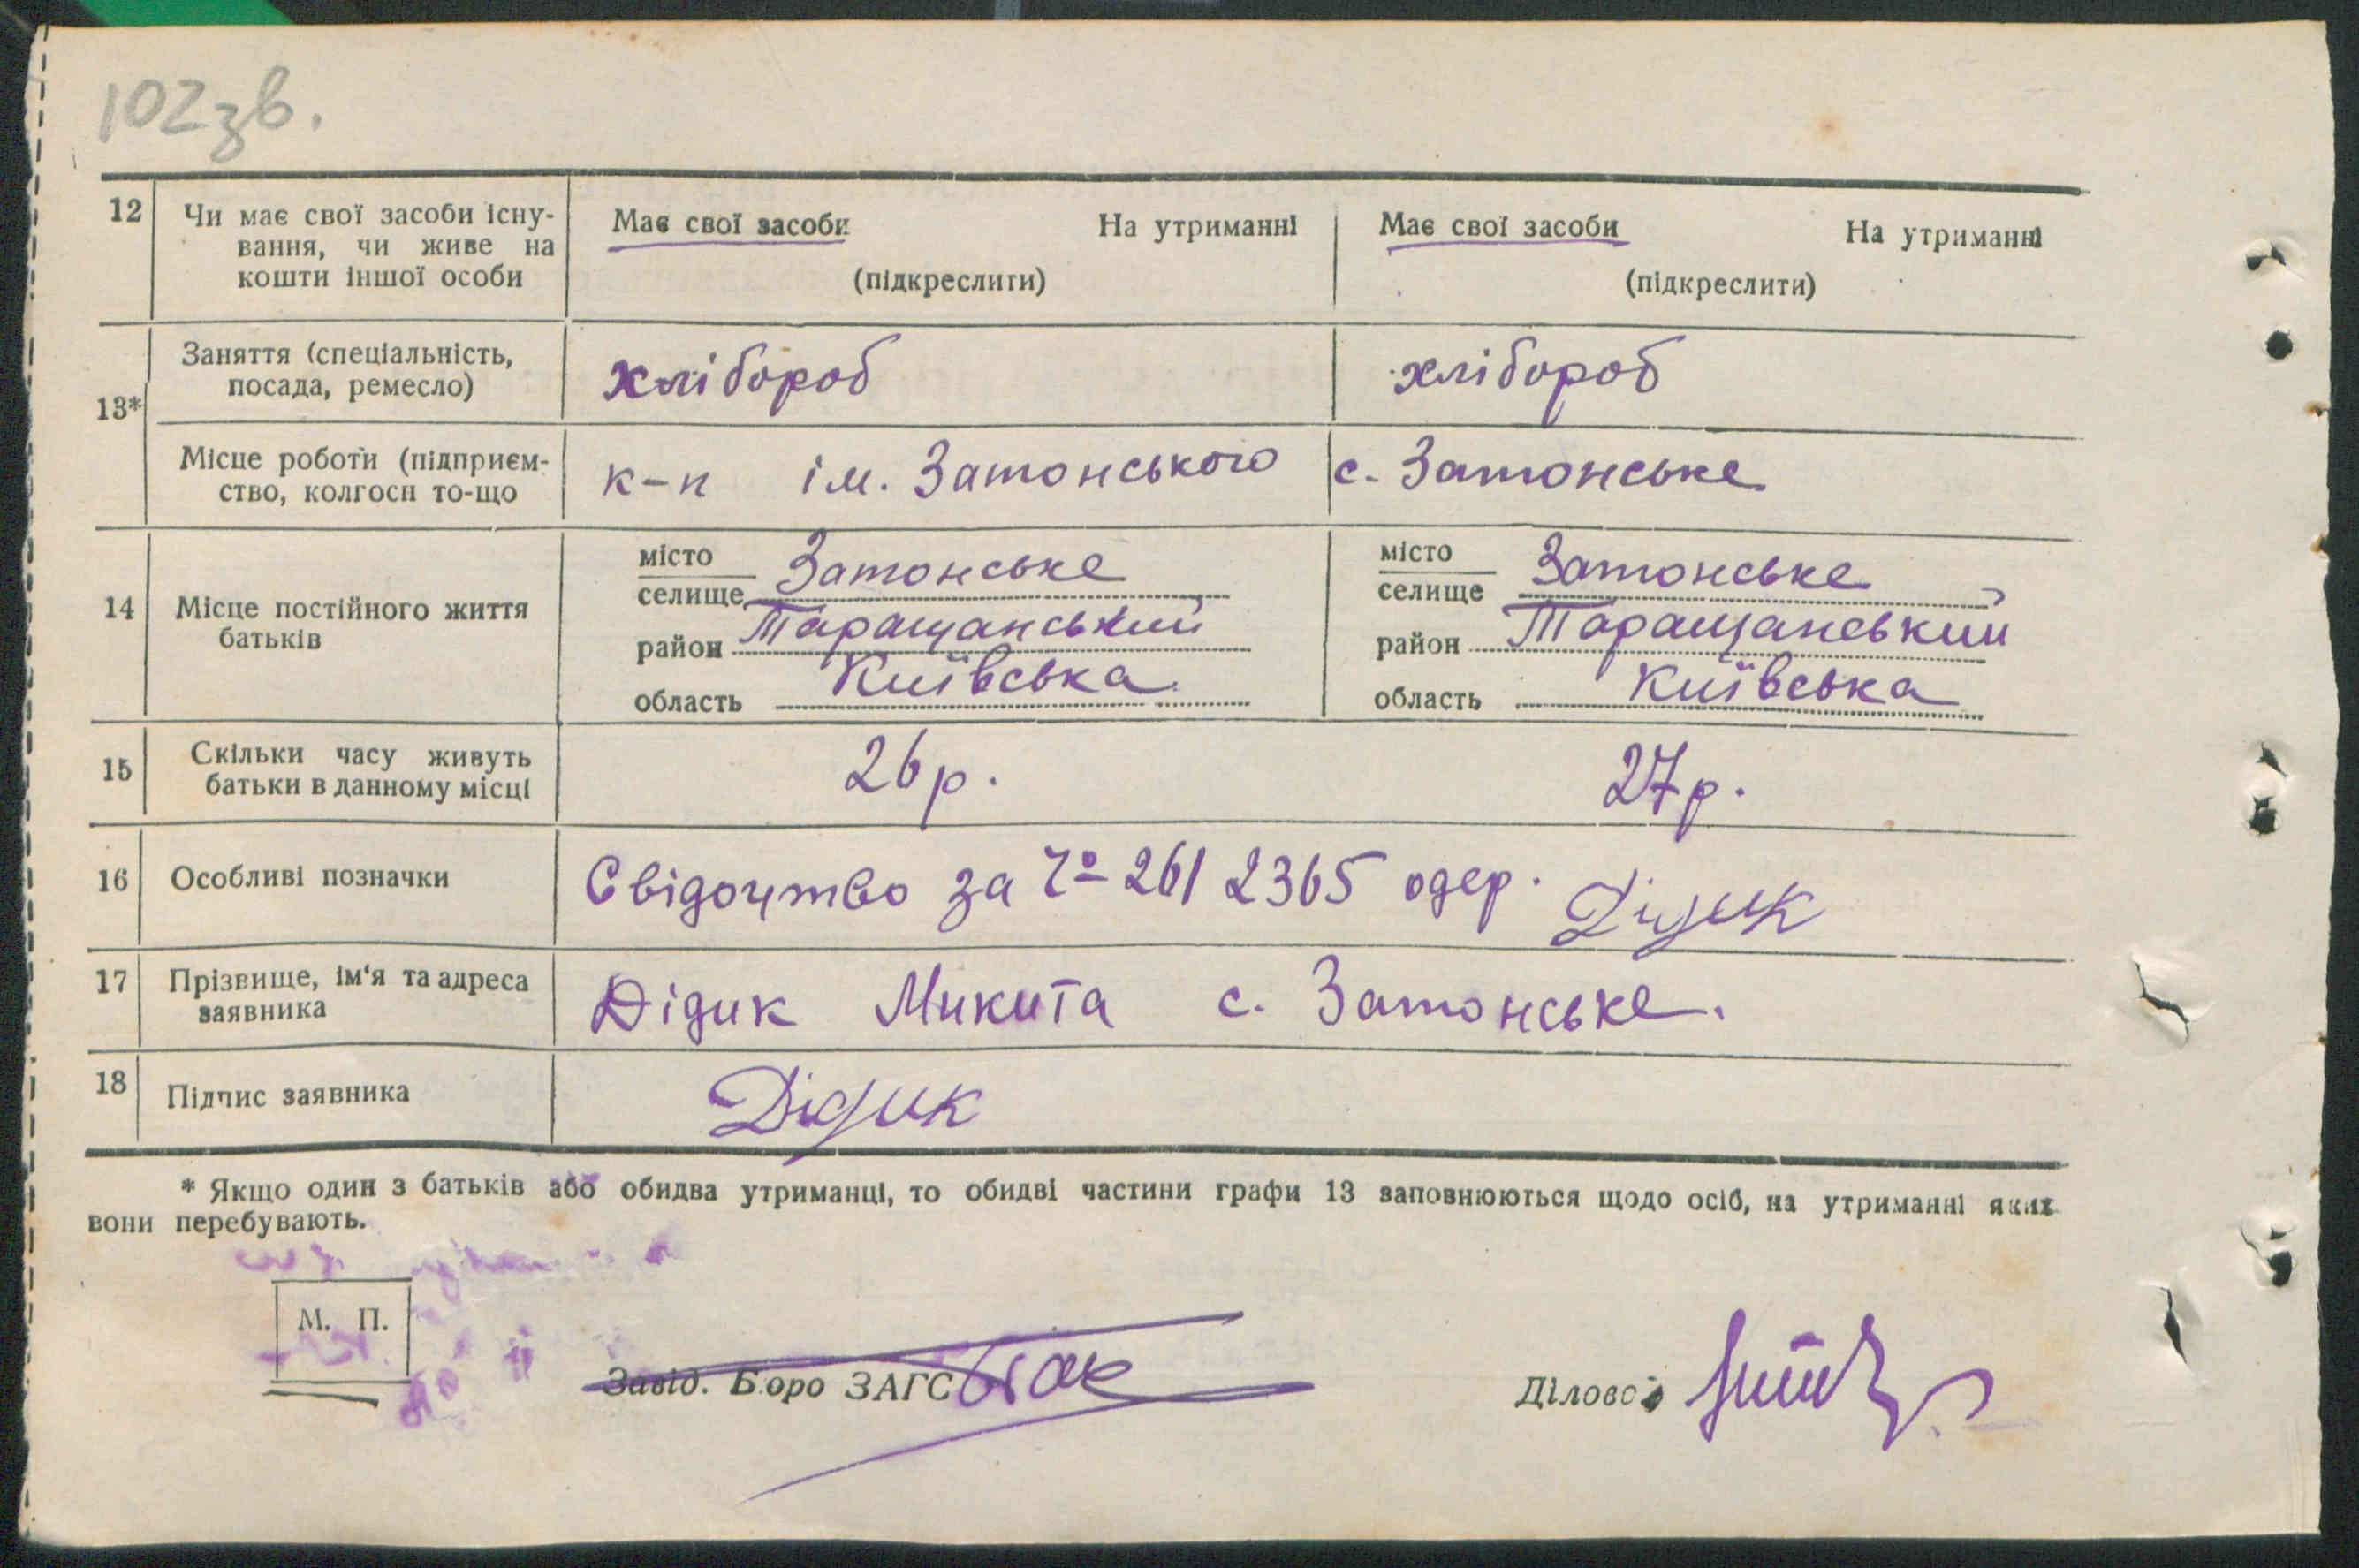 102зв.
12 Чи має свої засоби існу-
вання, чи живе на
кошти іншої особи
Має свої засоби На утриманні
(підкреслити)
Має свої засоби На утриманні
(підкреслити)
13*
Заняття (спеціальність,
посада, ремесло)
хлібороб
хлібороб
Місце роботи (підприєм-
ство, колгосп то-що
к-п ім. Затонського
с. Затонське
14 Місце постійного життя
батьків
місто
селище Затонське
район Таращанський
область Київська
місто
селище Затонське
район Таращанський
область Київська
15 Скільки часу живуть
батьки в данному місці
26р.
27р.
16 Особливі позначки
Свідочтво за 261 2365 одер. Дідик
17 Прізвище, ім'я та адреса
заявника
Дідик Микита с. Затонське.
18 Підпис заявника
Дідик
* Якщо один з батьків або обидва утриманці, то обидві частини графи 13 заповнюються щодо осіб, на утриманні яких
вони перебувають.
М. П.
Завід. Бюро ЗАГС
Діловод